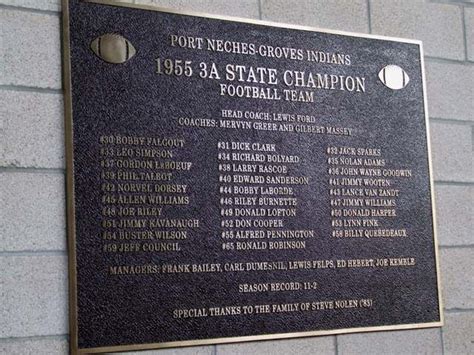 PORT NECHES-GROVES INDIANS
1955 3A STATE CHAMPION
FOOTBALL TEAM
HEAD COACH: LEWIS FORD
COACHES: MERVYN GREER AND GILBERT MASSEY
#30 BOBBY FALGOUT
#33 LEO SIMPSON
#37 GORDON LeBOEUF
#39 PHIL TALBOT
#42 NORVEL DORSEY
#45 ALLEN WILLIAMS
#48 JOE RILEY
#51 JIMMY KAVANAUGH
#54 BUSTER WILSON
#59 JEFF COUNCIL
#31 DICK CLARK
#34 RICHARD BOLYARD
#38 LARRY RASCOE
#40 EDWARD SANDERSON
#44 BOBBY LABORDE
#46 RILEY BURNETTE
#49 DONALD LOFTON
#52 DON COOPER
#55 ALFRED PENNINGTON
#65 RONALD ROBINSON
#32 JACK SPARKS
#35 NOLAN ADAMS
#36 JOHN WAYNE GOODWIN
#41 JIMMY WOOTEN
#43 LANCE VAN ZANDT
#47 JIMMY WILLIAMS
#50 DONALD HARPER
#53 LYNN FINK
#58 BILLY QUEBEDEAUX
MANAGERS: FRANK BAILEY, CARL DUMESNIL, LEWIS FELPS, ED HEBERT, JOE KEMBLE
SEASON RECORD: 11-2
SPECIAL THANKS TO THE FAMILY OF STEVE NOLEN ('83)